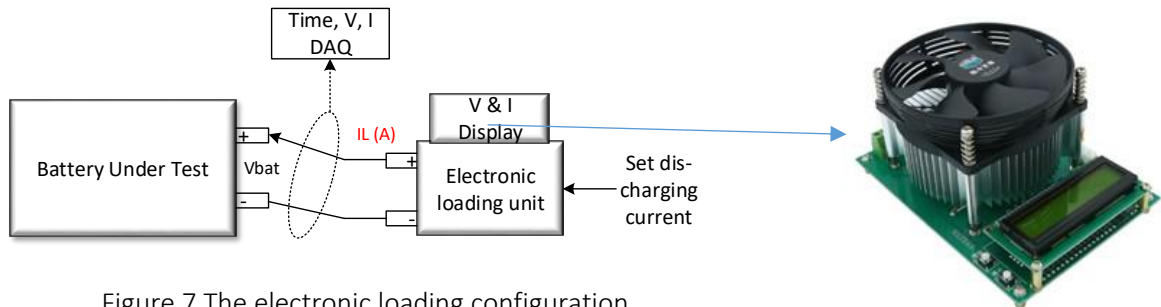 Time, V, I
DAQ
V & I
Display
+
IL (A)
+
Battery Under Test
Vbat
Electronic
loading unit
Set dis-
charging
current
-
-
Figure 7 The electronic loading configuration